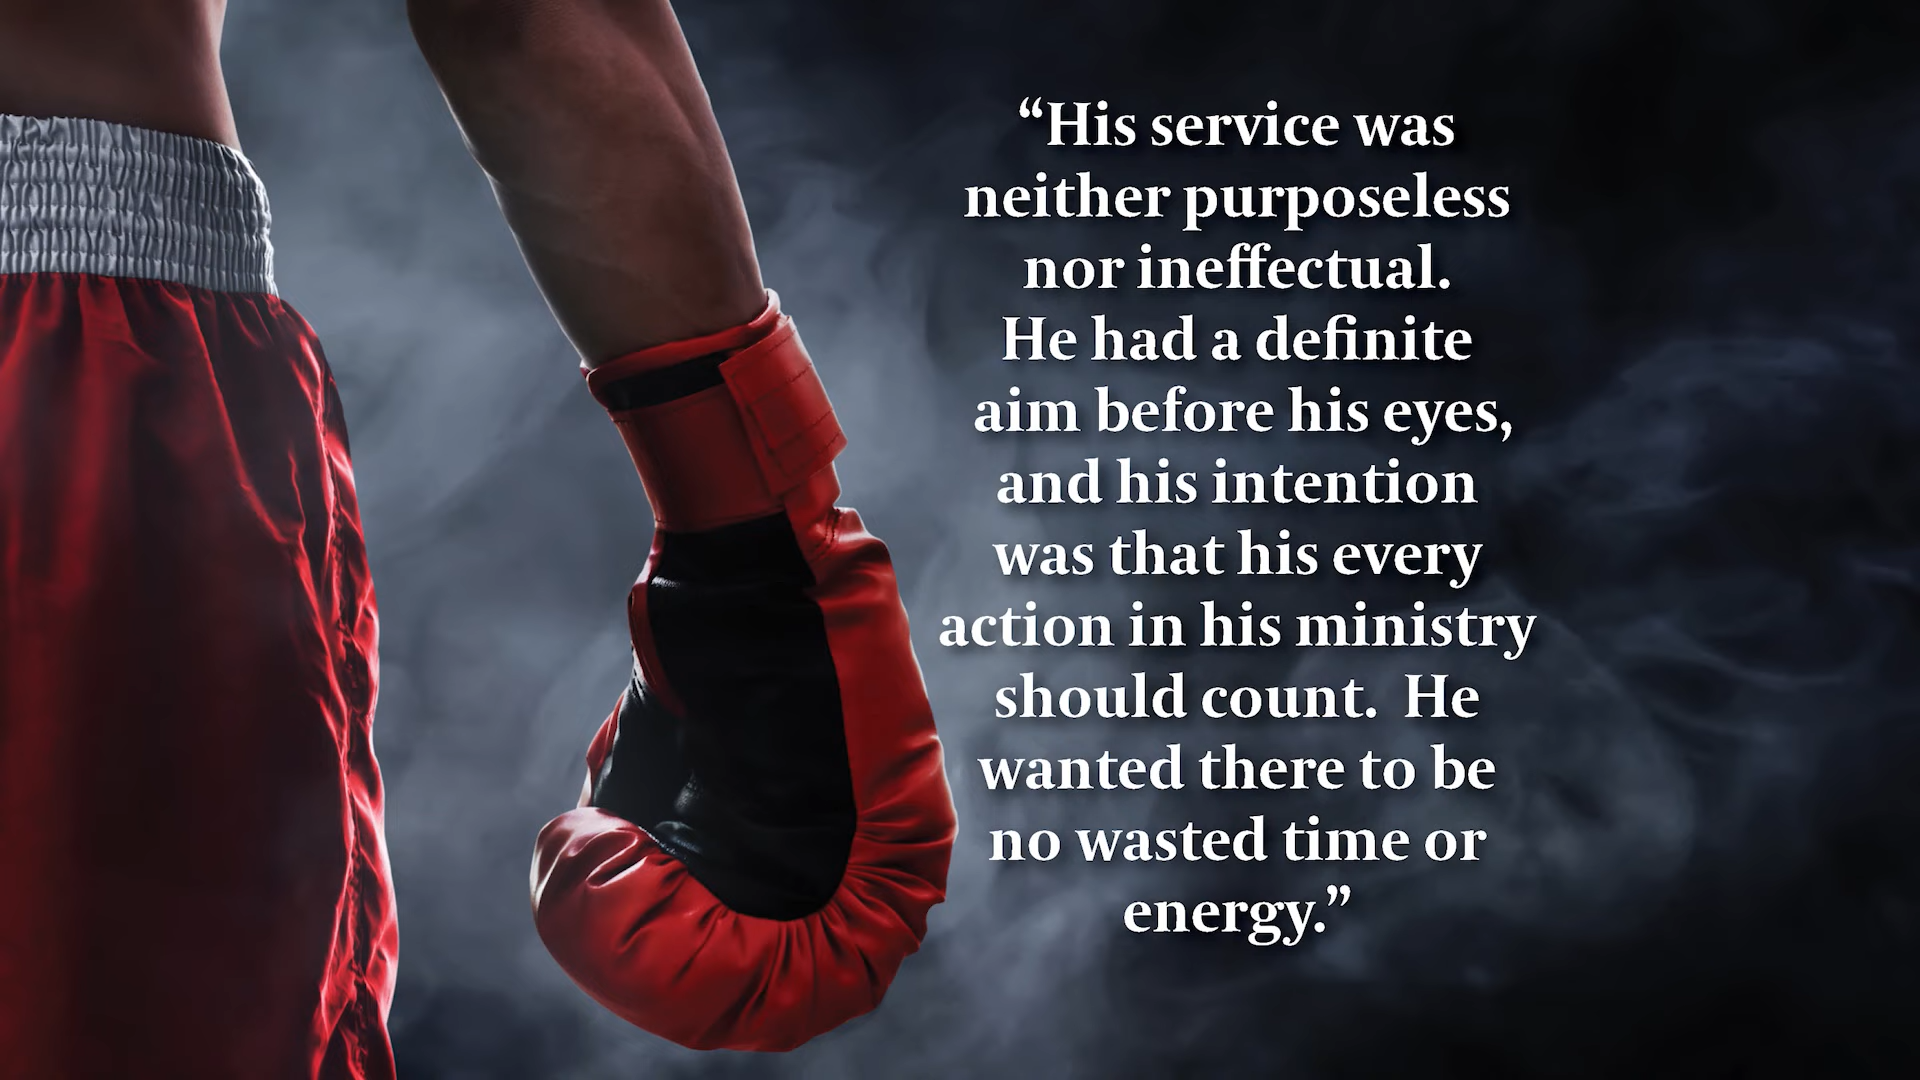 “His service was
neither purposeless
nor ineffectual.
He had a definite
aim before his eyes,
and his intention
was that his every
action in his ministry
should count.  He
wanted there to be
no wasted time or
energy.”